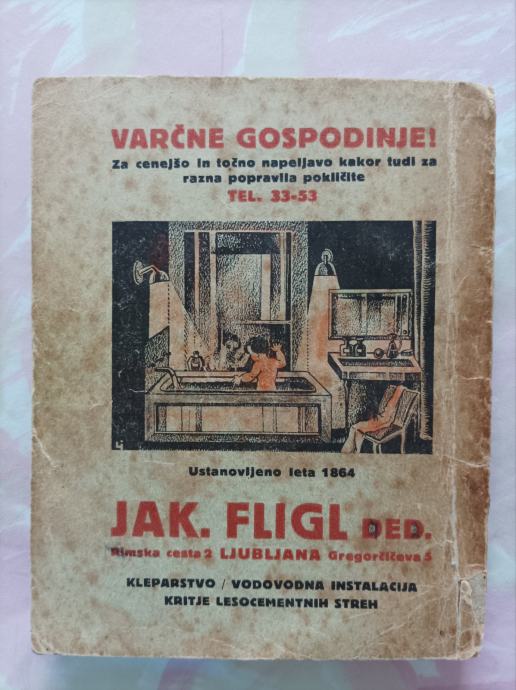 VARČNE GOSPODINJE!
Za cenejšo in točno napeljavo kakor tudi za
razna popravila pokličite
TEL. 33-53
Ustanovljeno leta 1864
JAK. FLIGL DED.
Rimska cesta 2 LJUBLJANA Gregorčičeva 5
KLEPARSTVO / VODOVODNA INSTALACIJA
KRITJE LESOCEMENTNIH STREH